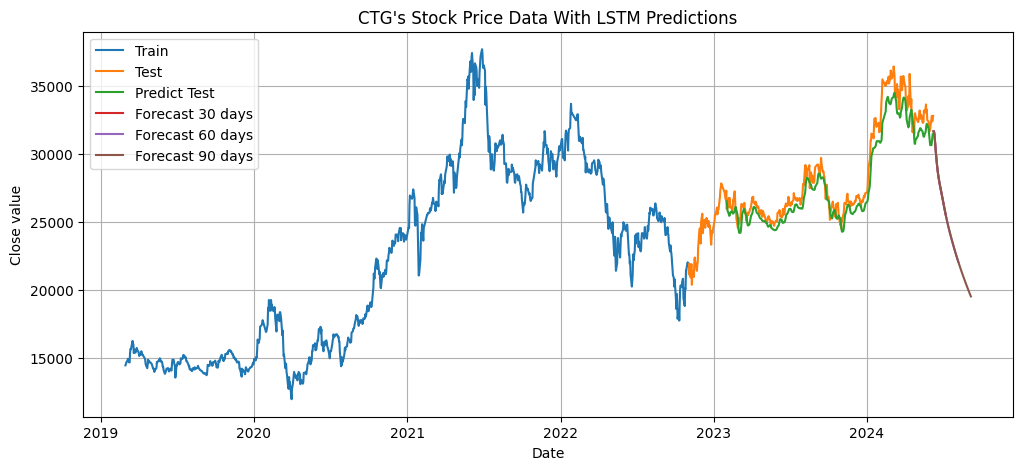 CTG's Stock Price Data With LSTM Predictions
Train
Test
Predict Test
Forecast 30 days
Forecast 60 days
Forecast 90 days
Close value
35000
30000
25000
20000
15000
2019
2020
2021
2022
2023
2024
Date